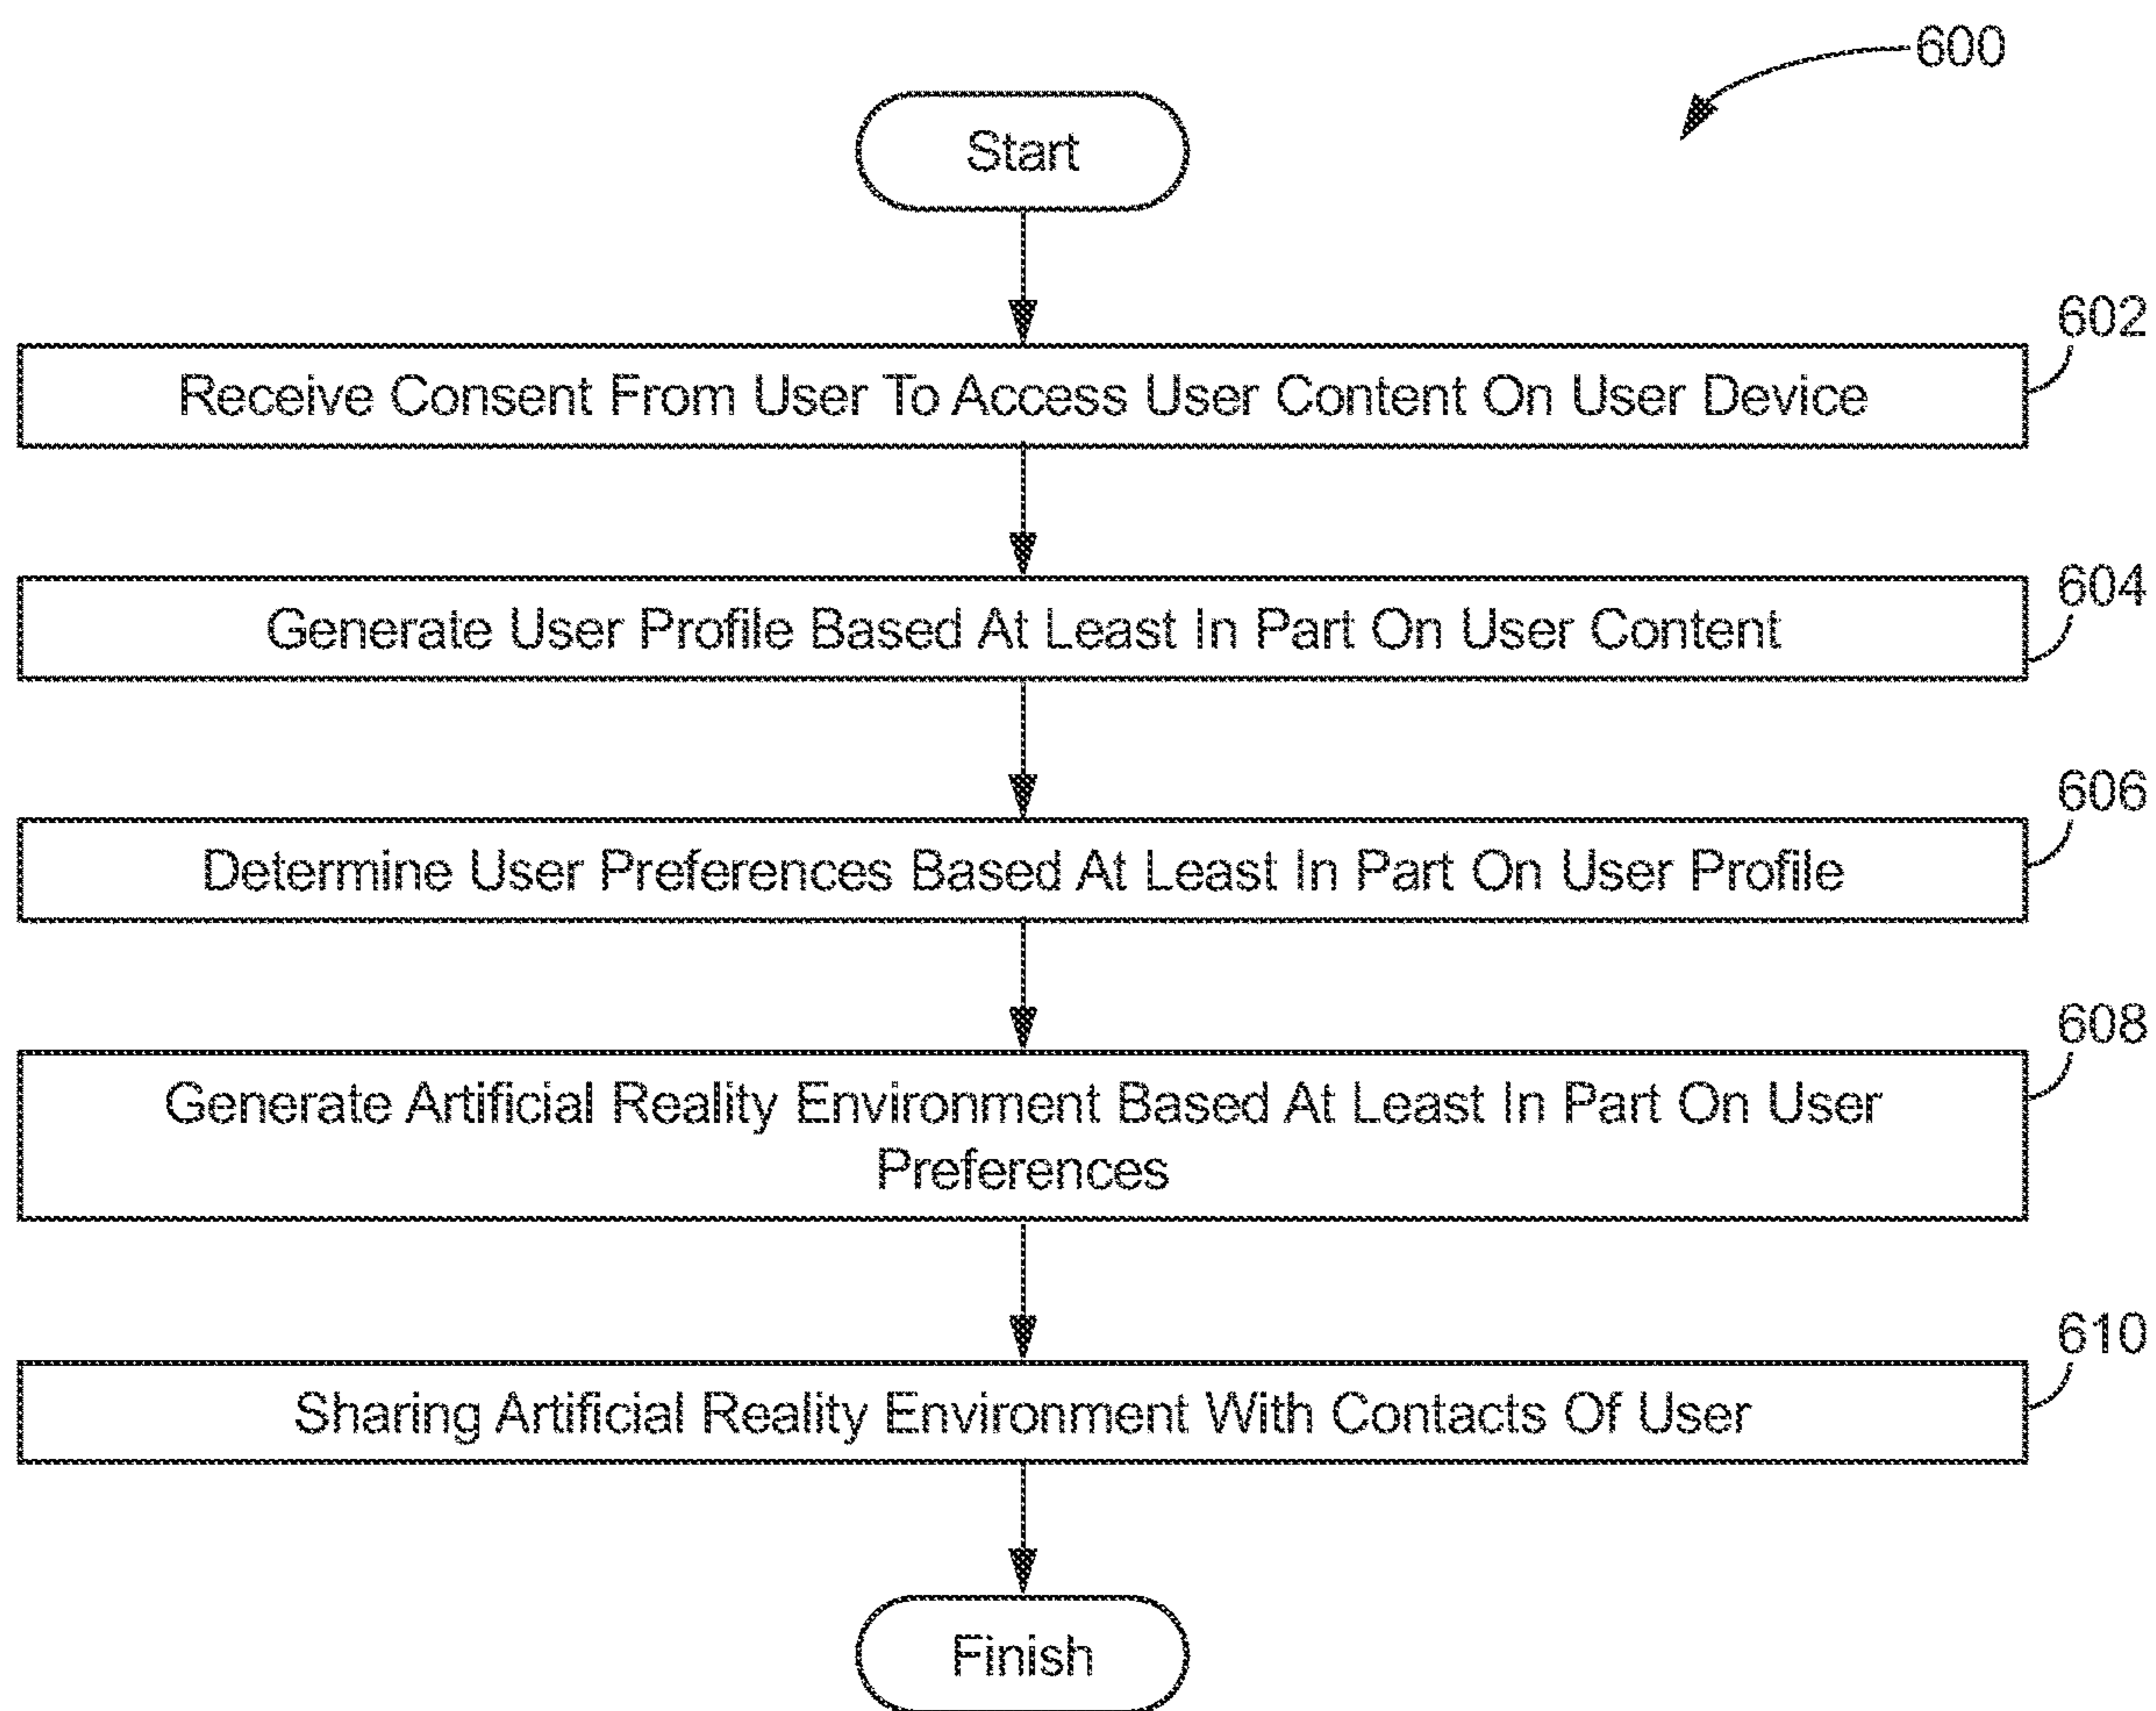 600
Start
602
Receive Consent From User To Access User Content On User Device
604
Generate User Profile Based At Least In Part On User Content
606
Determine User Preferences Based At Least In Part On User Profile
608
Generate Artificial Reality Environment Based At Least In Part On User
Preferences
610
Sharing Artificial Reality Environment With Contacts Of User
Finish